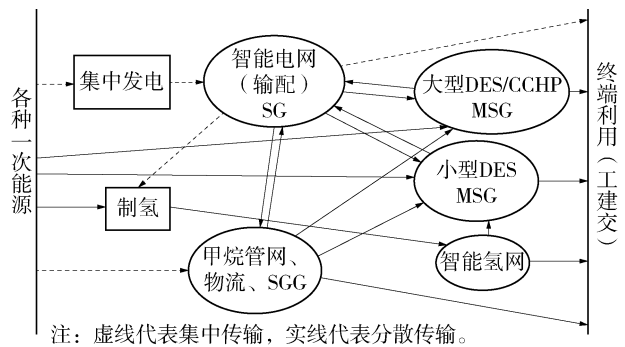 各种一次能源
集中发电
智能电网
（输配）
SG
大型DES/CCHP
MSG
小型DES
MSG
制氢
甲烷管网、
物流、SGG
智能氢网
终端利用（工建交）
注：虚线代表集中传输，实线代表分散传输。